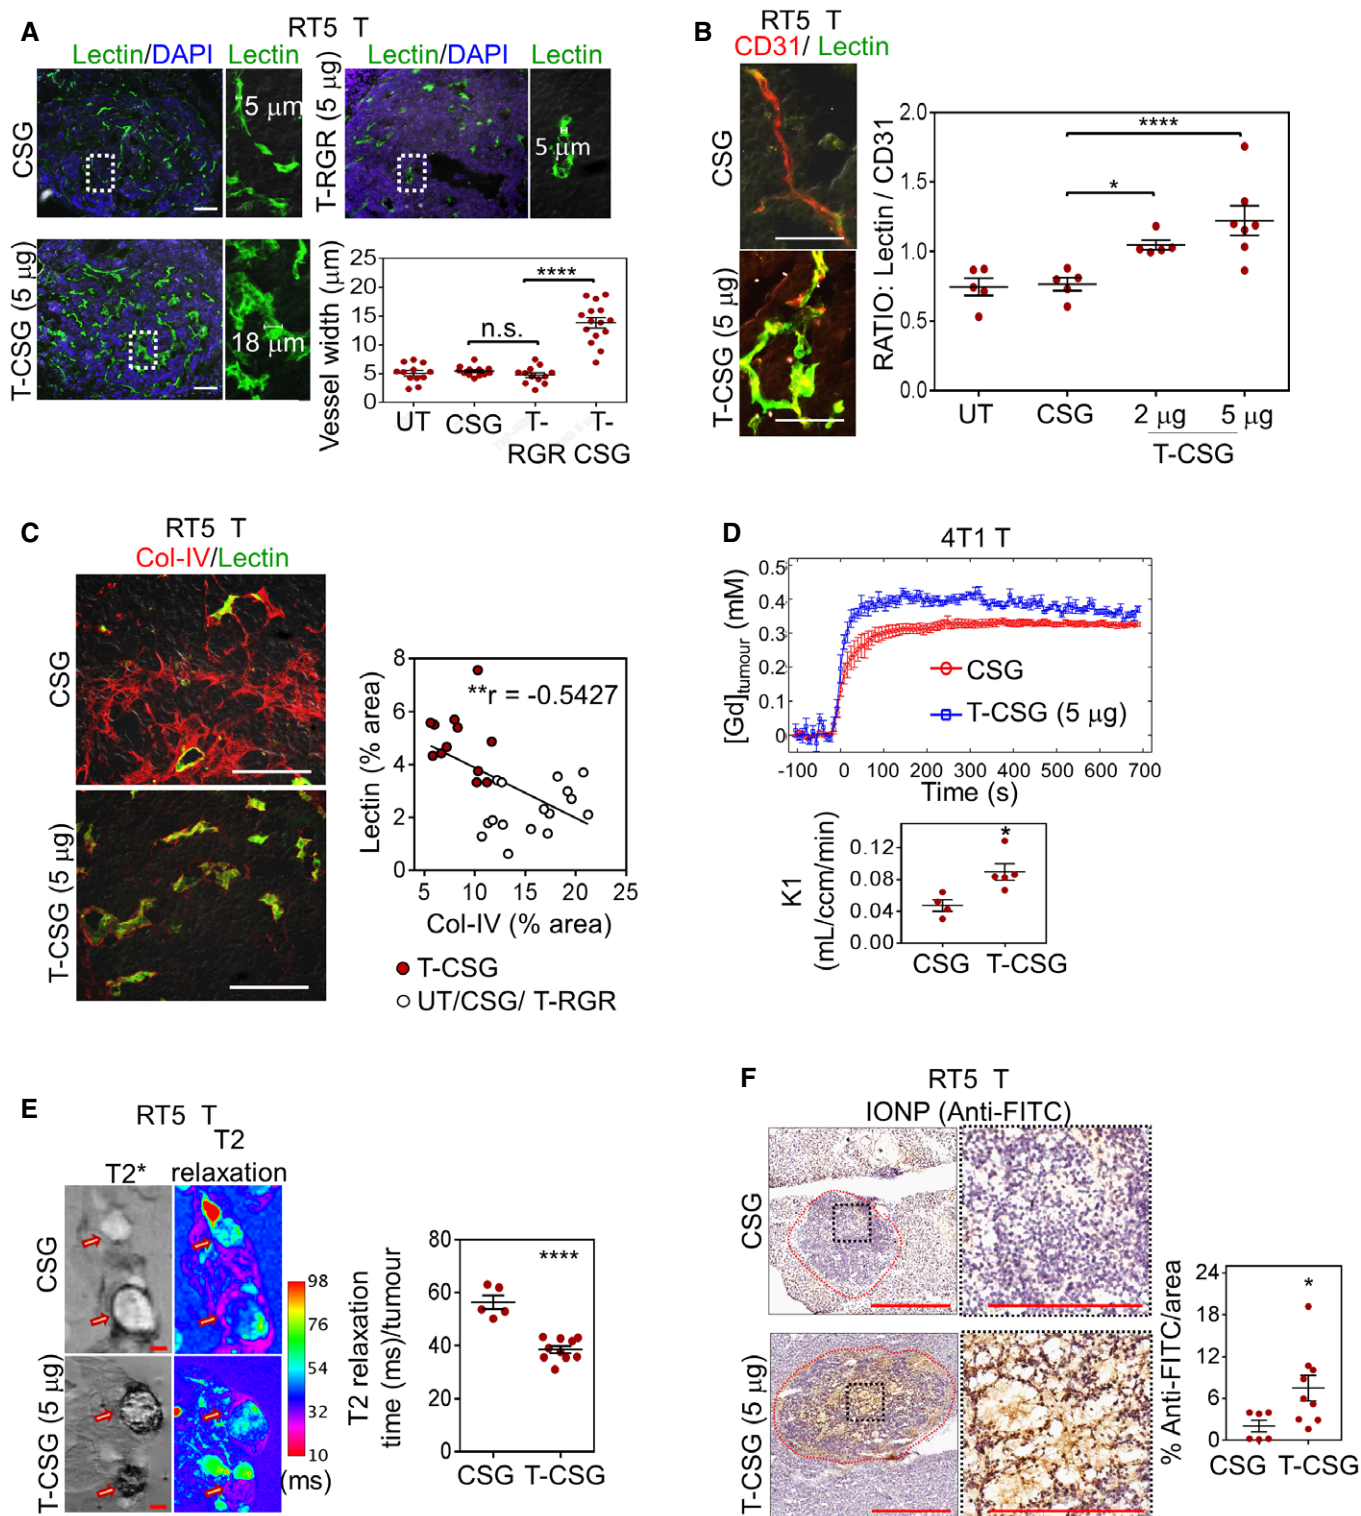 A
RT5 T
Lectin/DAPI Lectin
Lectin/DAPI Lectin
CSG
5 µm
T-RGR (5 µg)
5 µm
T-CSG (5 µg)
18 µm
Vessel width (µm)
25
20
15
10
5
0
n.s.
****
UT CSG T-RGR T-CSG
B
RT5 T
CD31/ Lectin
CSG
T-CSG (5 µg)
RATIO: Lectin / CD31
2.0
1.5
1.0
0.5
0.0
****
*
UT CSG 2 µg 5 µg
T-CSG
C
RT5 T
Col-IV/Lectin
CSG
T-CSG (5 µg)
Lectin (% area)
8
6
4
2
0
**r = -0.5427
5 10 15 20 25
Col-IV (% area)
T-CSG
UT/CSG/ T-RGR
D
4T1 T
[Gd]tumour (mM)
0.5
0.4
0.3
0.2
0.1
0
CSG
T-CSG (5 µg)
-100 0 100 200 300 400 500 600 700
Time (s)
K1
(mL/ccm/min)
0.12
0.08
0.04
0.00
*
CSG T-CSG
E
RT5 T
T2*
T2
relaxation
CSG
T-CSG (5 µg)
98
76
54
32
10
(ms)
T2 relaxation
time (ms)/tumour
80
60
40
20
0
****
CSG T-CSG
F
RT5 T
IONP (Anti-FITC)
CSG
T-CSG (5 µg)
% Anti-FITC/area
24
18
12
6
0
*
CSG T-CSG